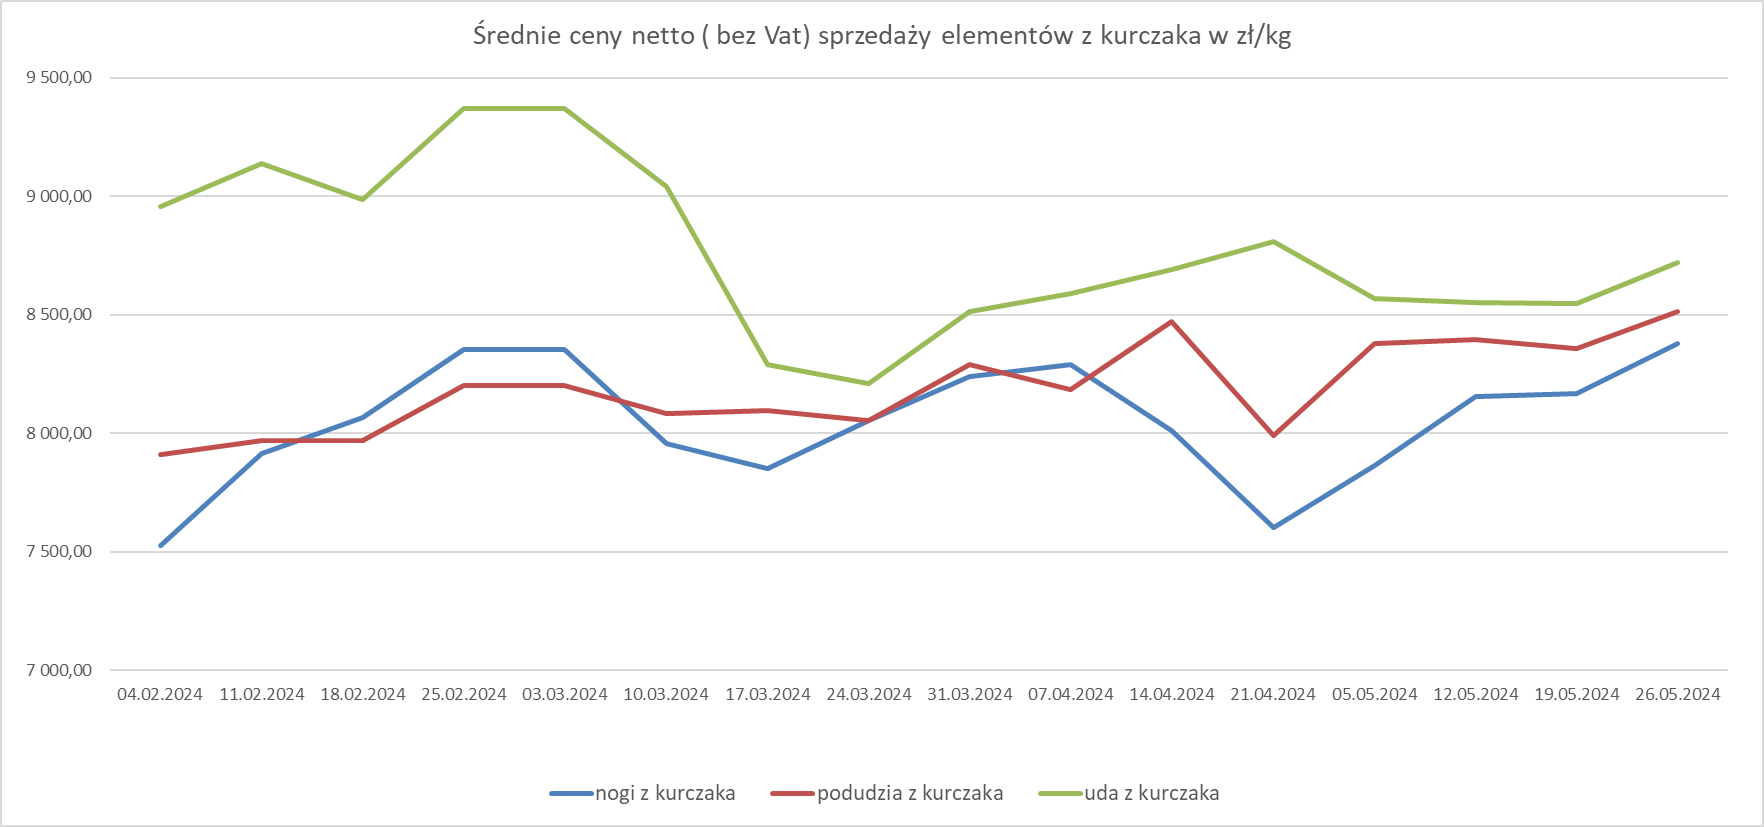 Średnie ceny netto ( bez Vat) sprzedaży elementów z kurczaka w zł/kg
9 500,00
9 000,00
8 500,00
8 000,00
7 500,00
7 000,00
04.02.2024 11.02.2024 18.02.2024 25.02.2024 03.03.2024 10.03.2024 17.03.2024 24.03.2024 31.03.2024 07.04.2024 14.04.2024 21.04.2024 05.05.2024 12.05.2024 19.05.2024 26.05.2024
nogi z kurczaka podudzia z kurczaka uda z kurczaka